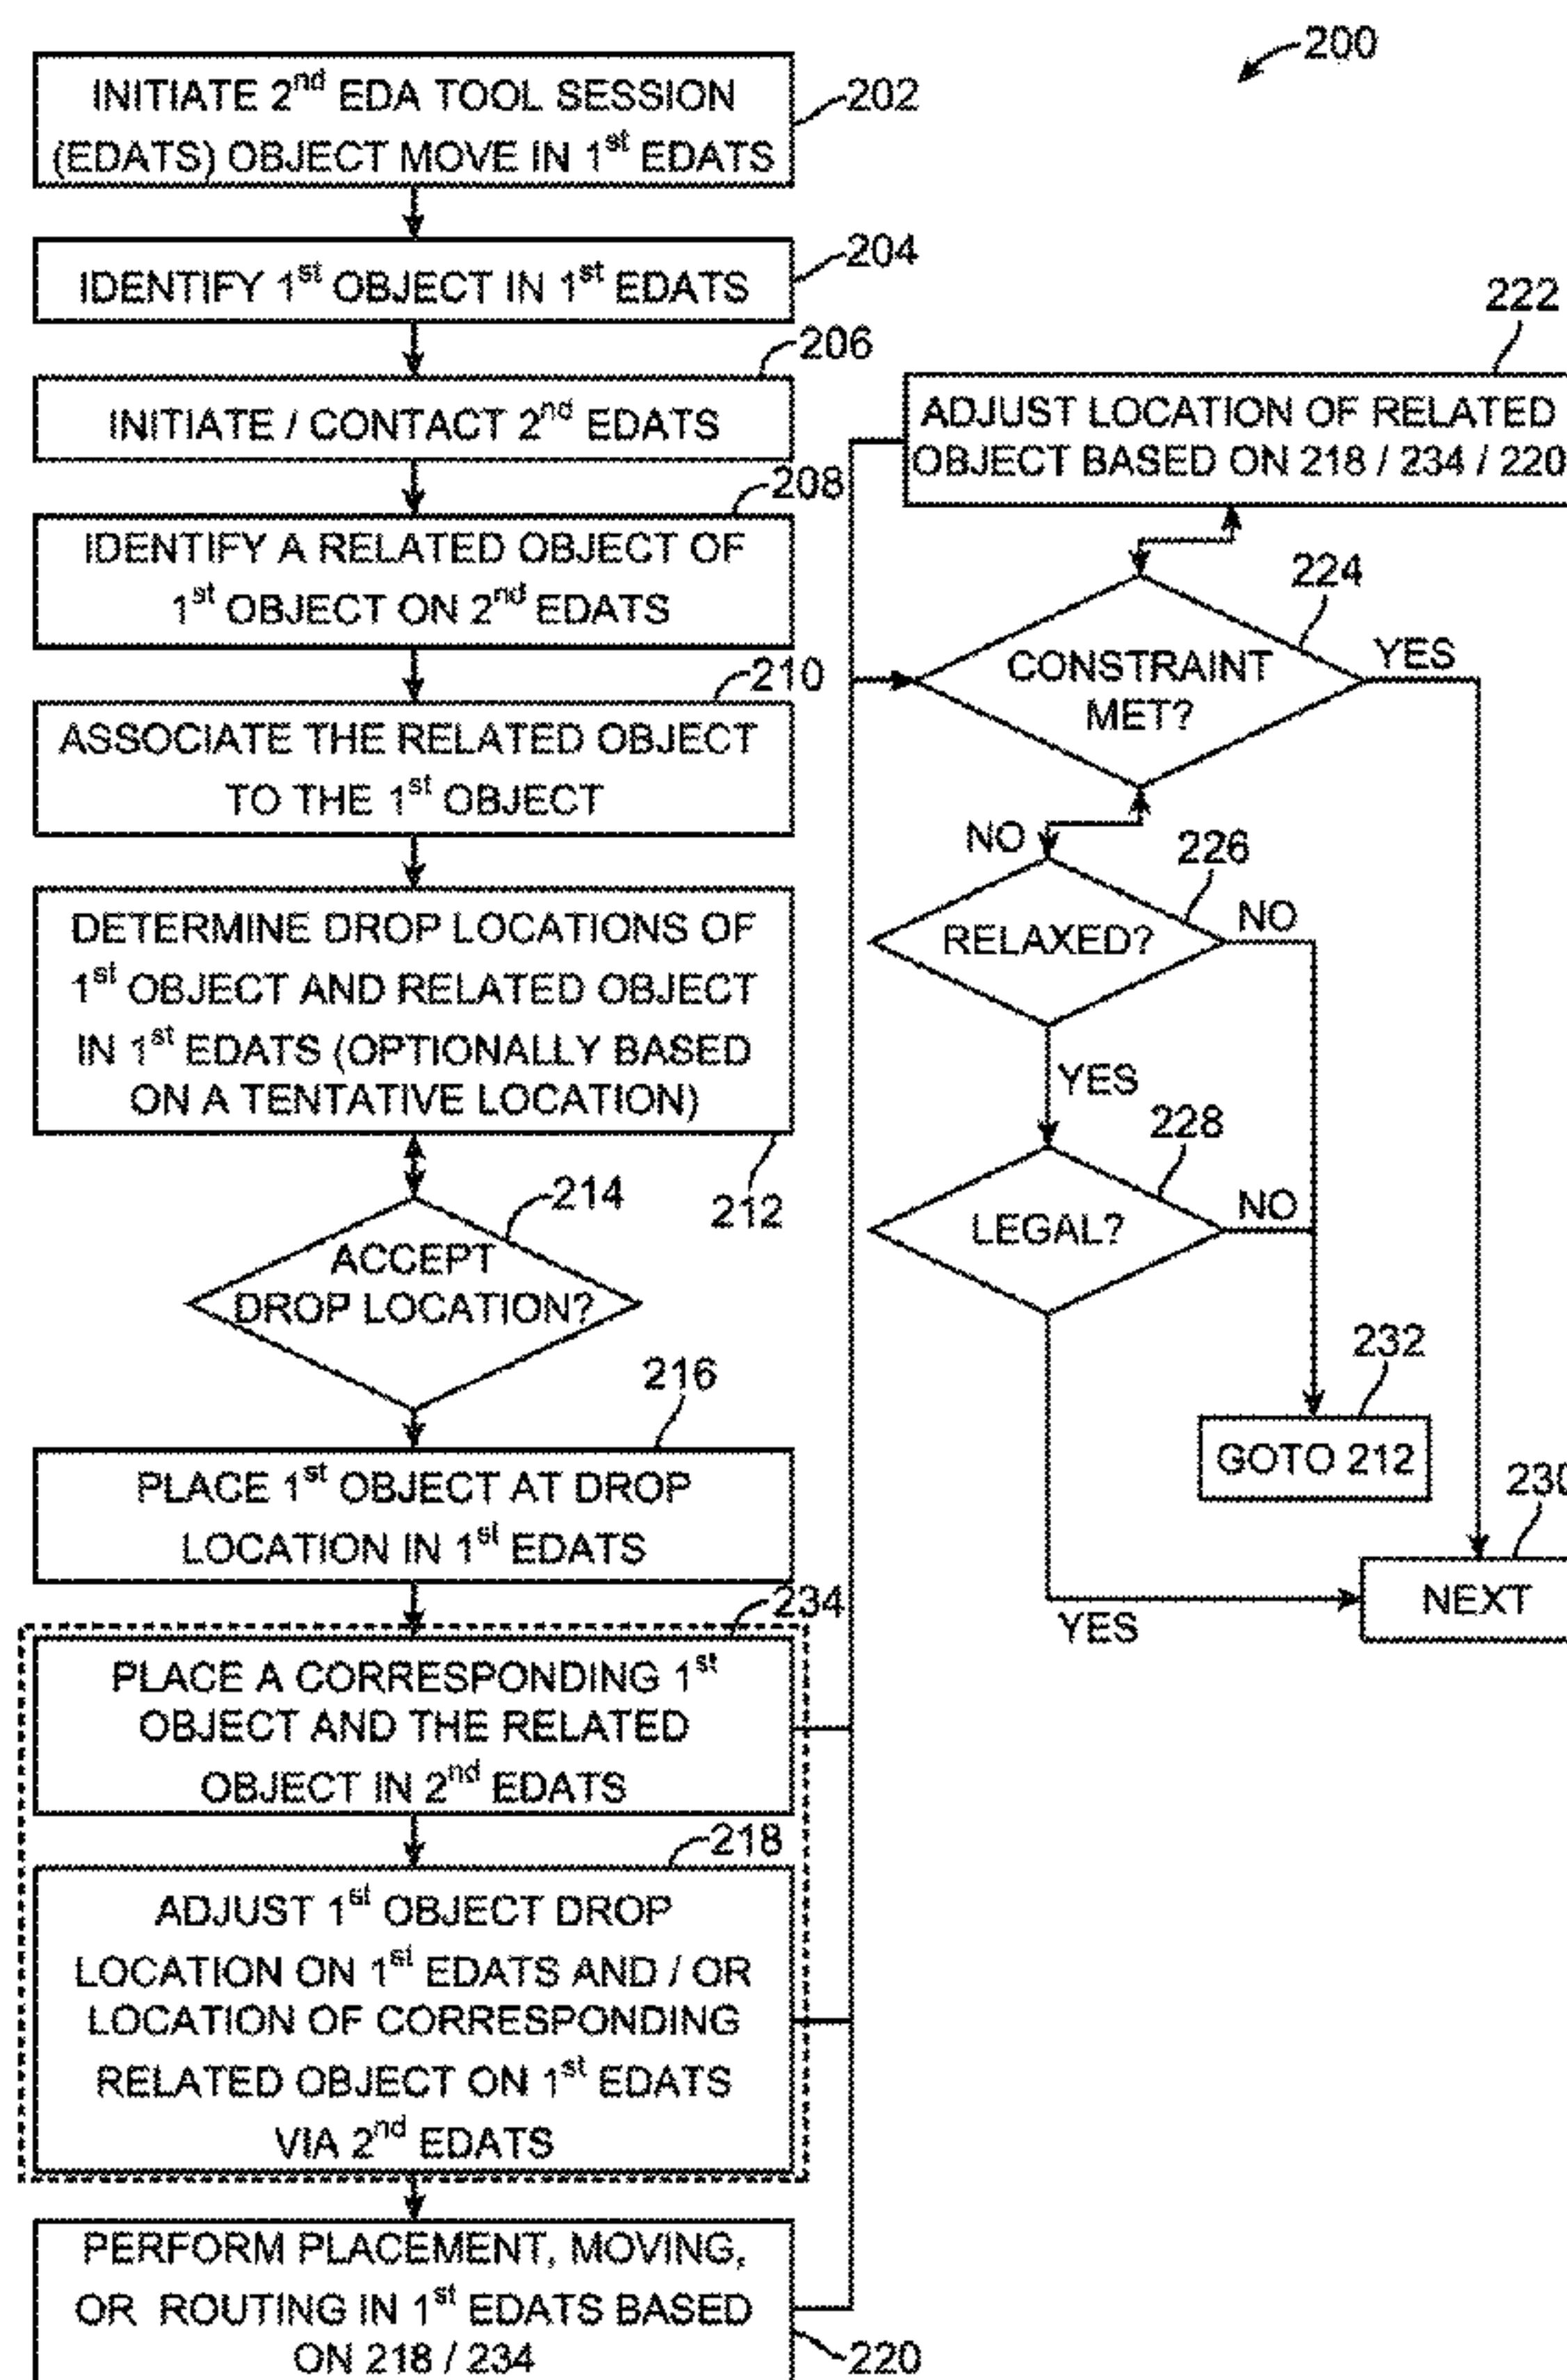 200
INITIATE 2nd EDA TOOL SESSION
(EDATS) OBJECT MOVE IN 1st EDATS
202
IDENTIFY 1st OBJECT IN 1st EDATS
204
206
INITIATE / CONTACT 2nd EDATS
208
IDENTIFY A RELATED OBJECT OF
1st OBJECT ON 2nd EDATS
210
ASSOCIATE THE RELATED OBJECT
TO THE 1st OBJECT
DETERMINE DROP LOCATIONS OF
1st OBJECT AND RELATED OBJECT
IN 1st EDATS (OPTIONALLY BASED
ON A TENTATIVE LOCATION)
212
214
ACCEPT
DROP LOCATION?
216
PLACE 1st OBJECT AT DROP
LOCATION IN 1st EDATS
234
PLACE A CORRESPONDING 1st
OBJECT AND THE RELATED
OBJECT IN 2nd EDATS
218
ADJUST 1st OBJECT DROP
LOCATION ON 1st EDATS AND / OR
LOCATION OF CORRESPONDING
RELATED OBJECT ON 1st EDATS
VIA 2nd EDATS
PERFORM PLACEMENT, MOVING,
OR ROUTING IN 1st EDATS BASED
ON 218 / 234
220
222
ADJUST LOCATION OF RELATED
OBJECT BASED ON 218 / 234 / 220
224
CONSTRAINT
MET?
YES
NO
226
RELAXED?
NO
YES
228
LEGAL?
NO
232
GOTO 212
230
NEXT
YES